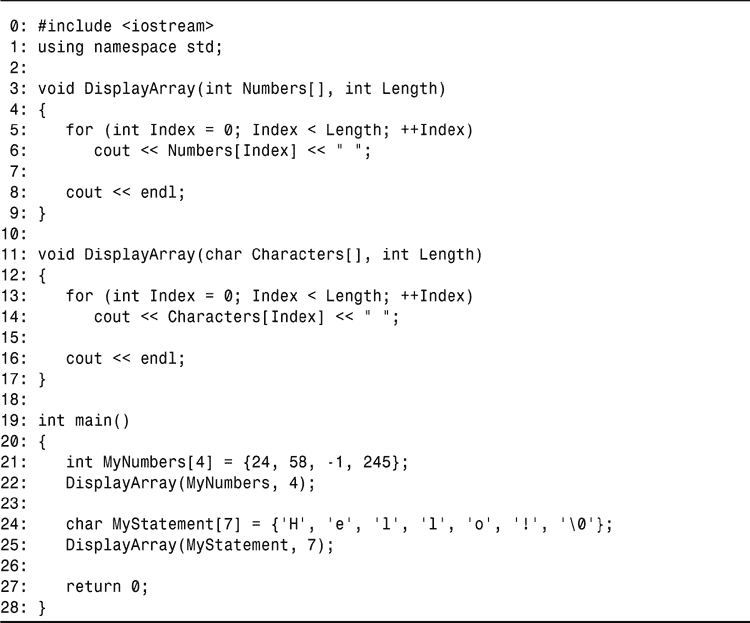 0: #include <iostream>
1: using namespace std;
2:
3: void DisplayArray(int Numbers[], int Length)
4: {
5:    for (int Index = 0; Index < Length; ++Index)
6:       cout << Numbers[Index] << " ";
7:
8:    cout << endl;
9: }
10:
11: void DisplayArray(char Characters[], int Length)
12: {
13:    for (int Index = 0; Index < Length; ++Index)
14:       cout << Characters[Index] << " ";
15:
16:    cout << endl;
17: }
18:
19: int main()
20: {
21:    int MyNumbers[4] = {24, 58, -1, 245};
22:    DisplayArray(MyNumbers, 4);
23:
24:    char MyStatement[7] = {'H', 'e', 'l', 'l', 'o', '!', '\0'};
25:    DisplayArray(MyStatement, 7);
26:
27:    return 0;
28: }